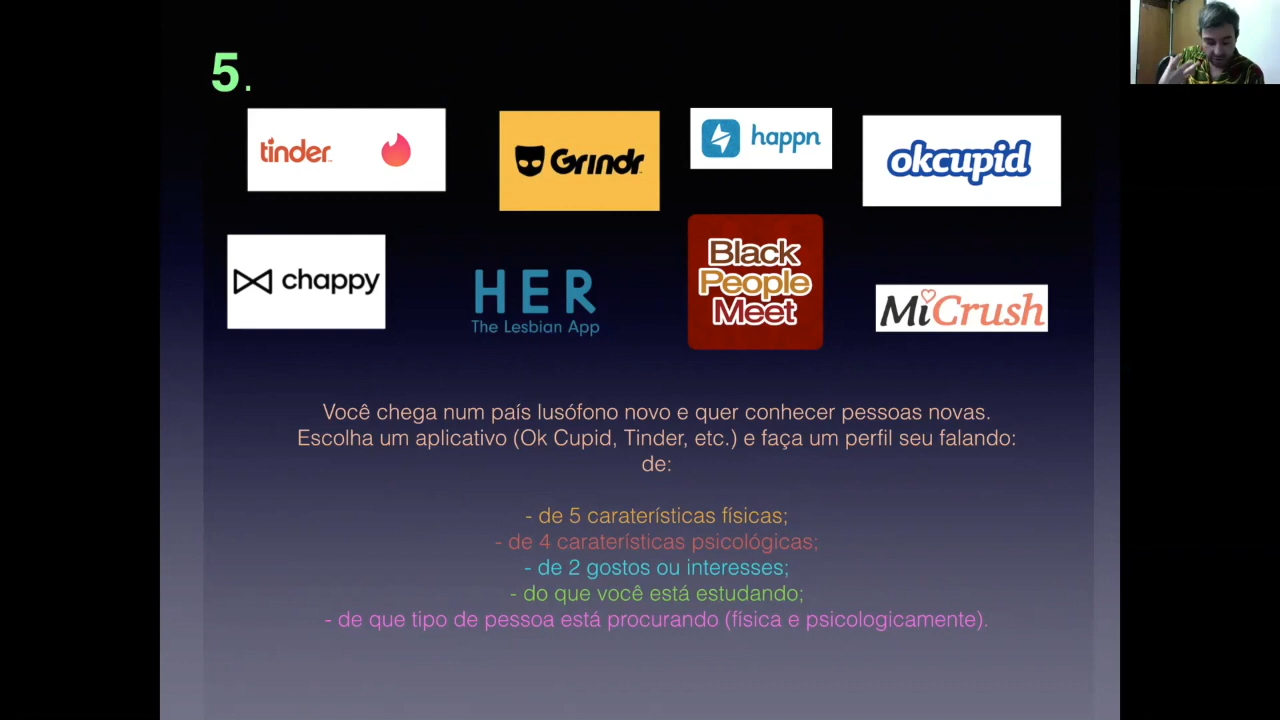 5.
tinder
Grindr
happn
okcupid
chappy
HER
The Lesbian App
Black
People
Meet
MiCrush
Você chega num país lusófono novo e quer conhecer pessoas novas.
Escolha um aplicativo (Ok Cupid, Tinder, etc.) e faça um perfil seu falando:
de:
- de 5 caraterísticas físicas;
- de 4 caraterísticas psicológicas;
- de 2 gostos ou interesses;
- do que você está estudando;
- de que tipo de pessoa está procurando (física e psicologicamente).